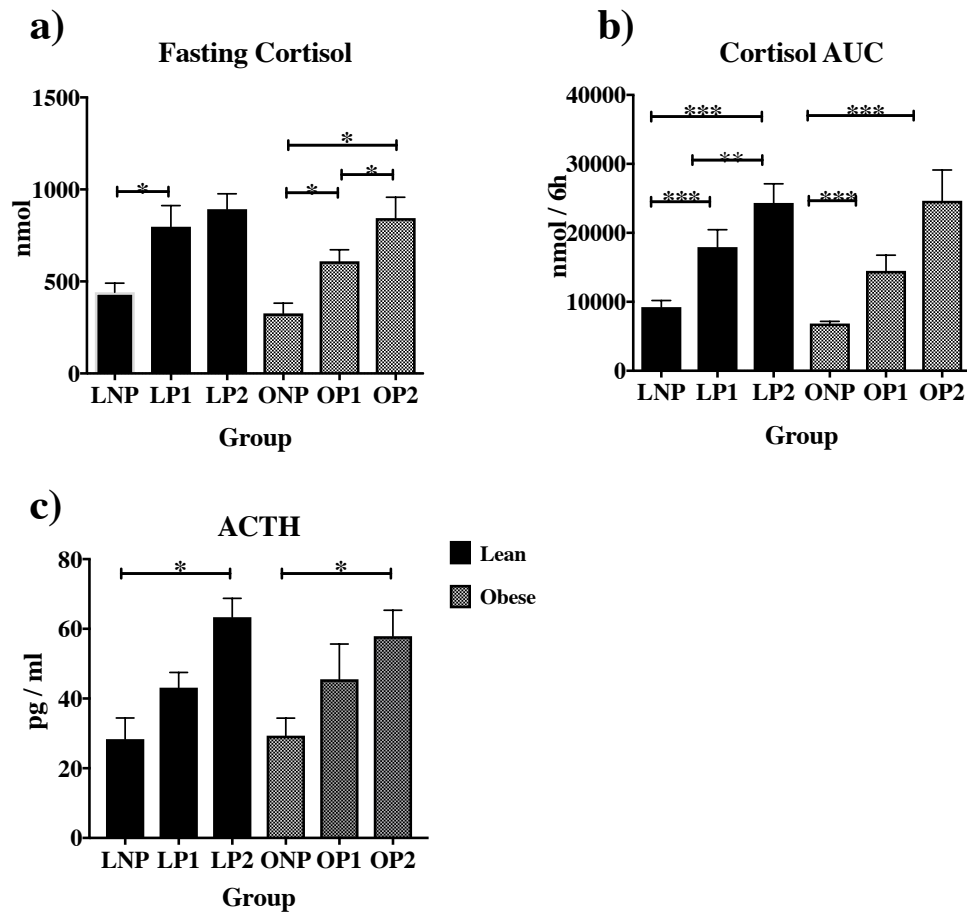 a)
Fasting Cortisol
1500
1000
500
0
nmol
*
*
*
*
LNP LP1 LP2 ONP OP1 OP2
Group
b)
Cortisol AUC
40000
30000
20000
10000
0
nmol / 6h
***
***
**
***
***
LNP LP1 LP2 ONP OP1 OP2
Group
c)
ACTH
80
60
40
20
0
pg / ml
*
*
LNP LP1 LP2 ONP OP1 OP2
Group
Lean
Obese